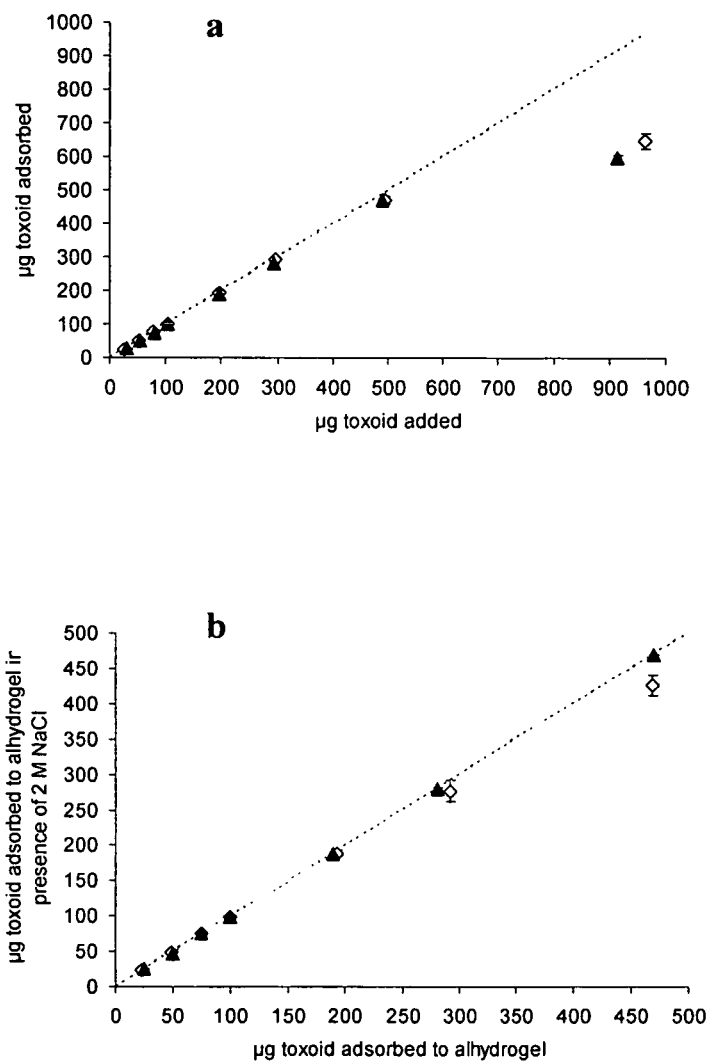 a
1000
900
800
700
600
500
400
300
200
100
0
µg toxoid adsorbed
0 100 200 300 400 500 600 700 800 900 1000
µg toxoid added
b
500
450
400
350
300
250
200
150
100
50
0
µg toxoid adsorbed to alhydrogel ir
presence of 2 M NaCl
0 50 100 150 200 250 300 350 400 450 500
µg toxoid adsorbed to alhydrogel